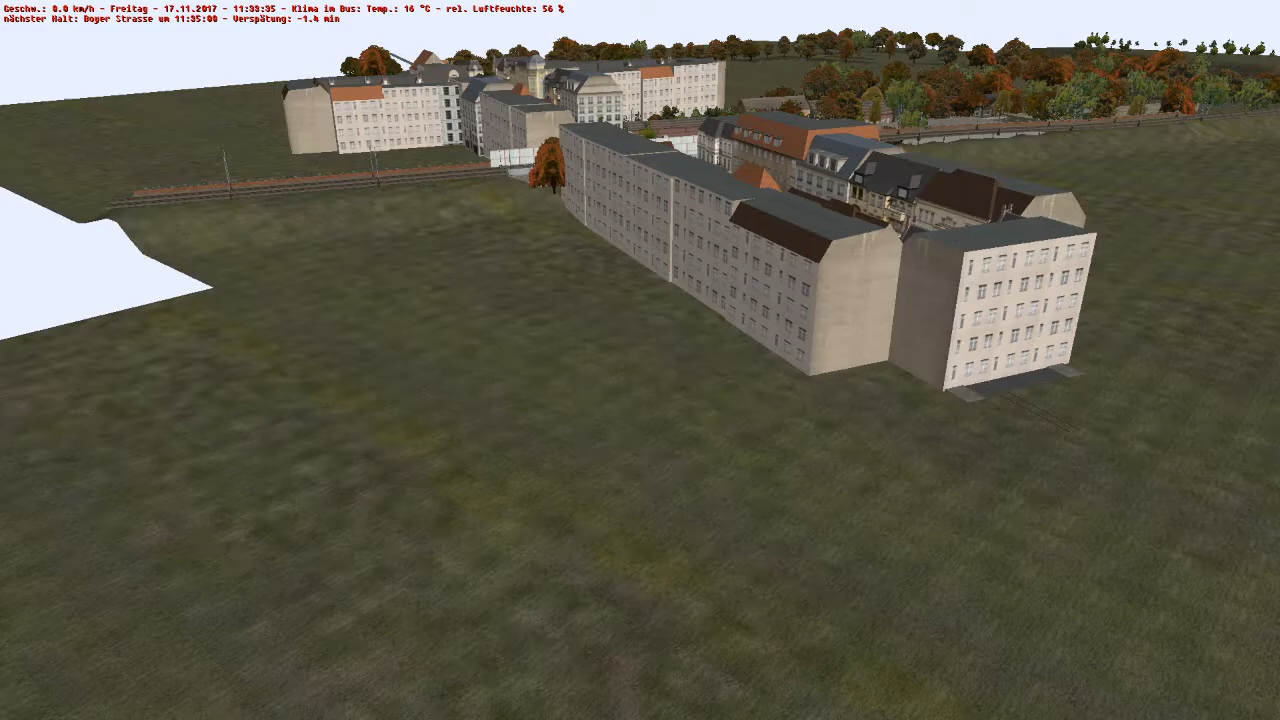 Geschw.: 0.0 km/h - Freitag - 17.11.2017 - 11:33:35 - Klima im Bus: Temp.: 16 °C - rel. Luftfeuchte: 56 %
nächster Halt: Boyer Strasse um 11:35:00 - Verspätung: -1.4 min